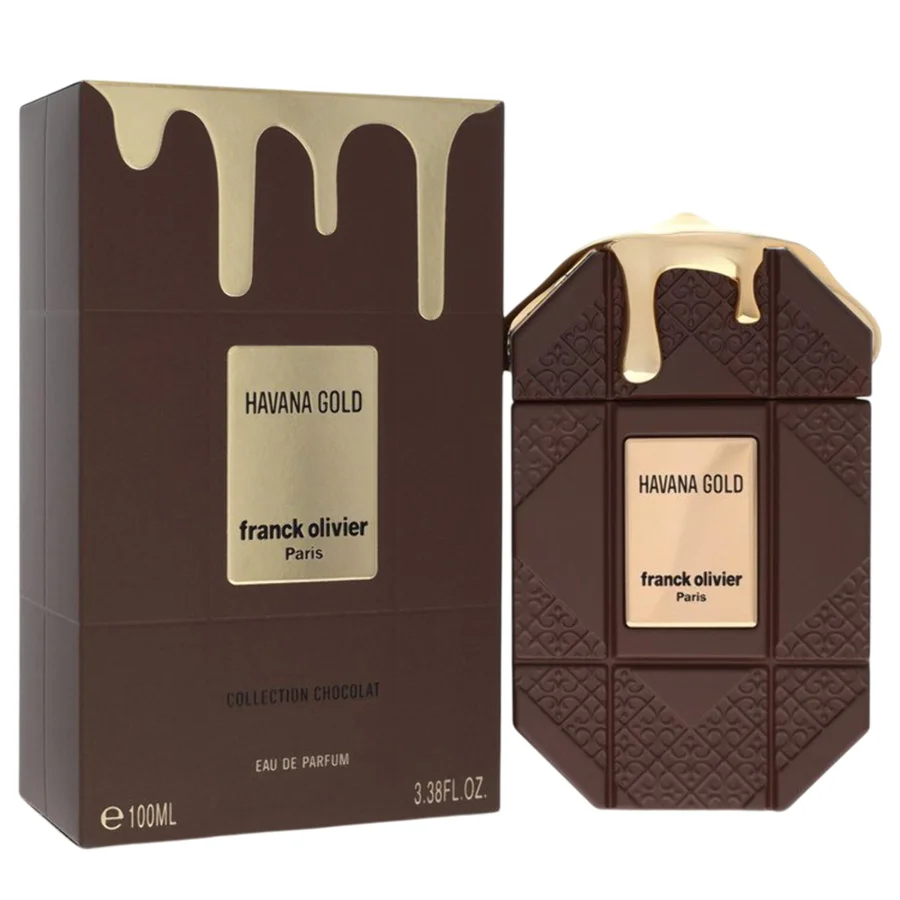 HAVANA GOLD
franck olivier
Paris
COLLECTION CHOCOLAT
EAU DE PARFUM
℮ 100ML
3.38FL.OZ.
HAVANA GOLD
franck olivier
Paris